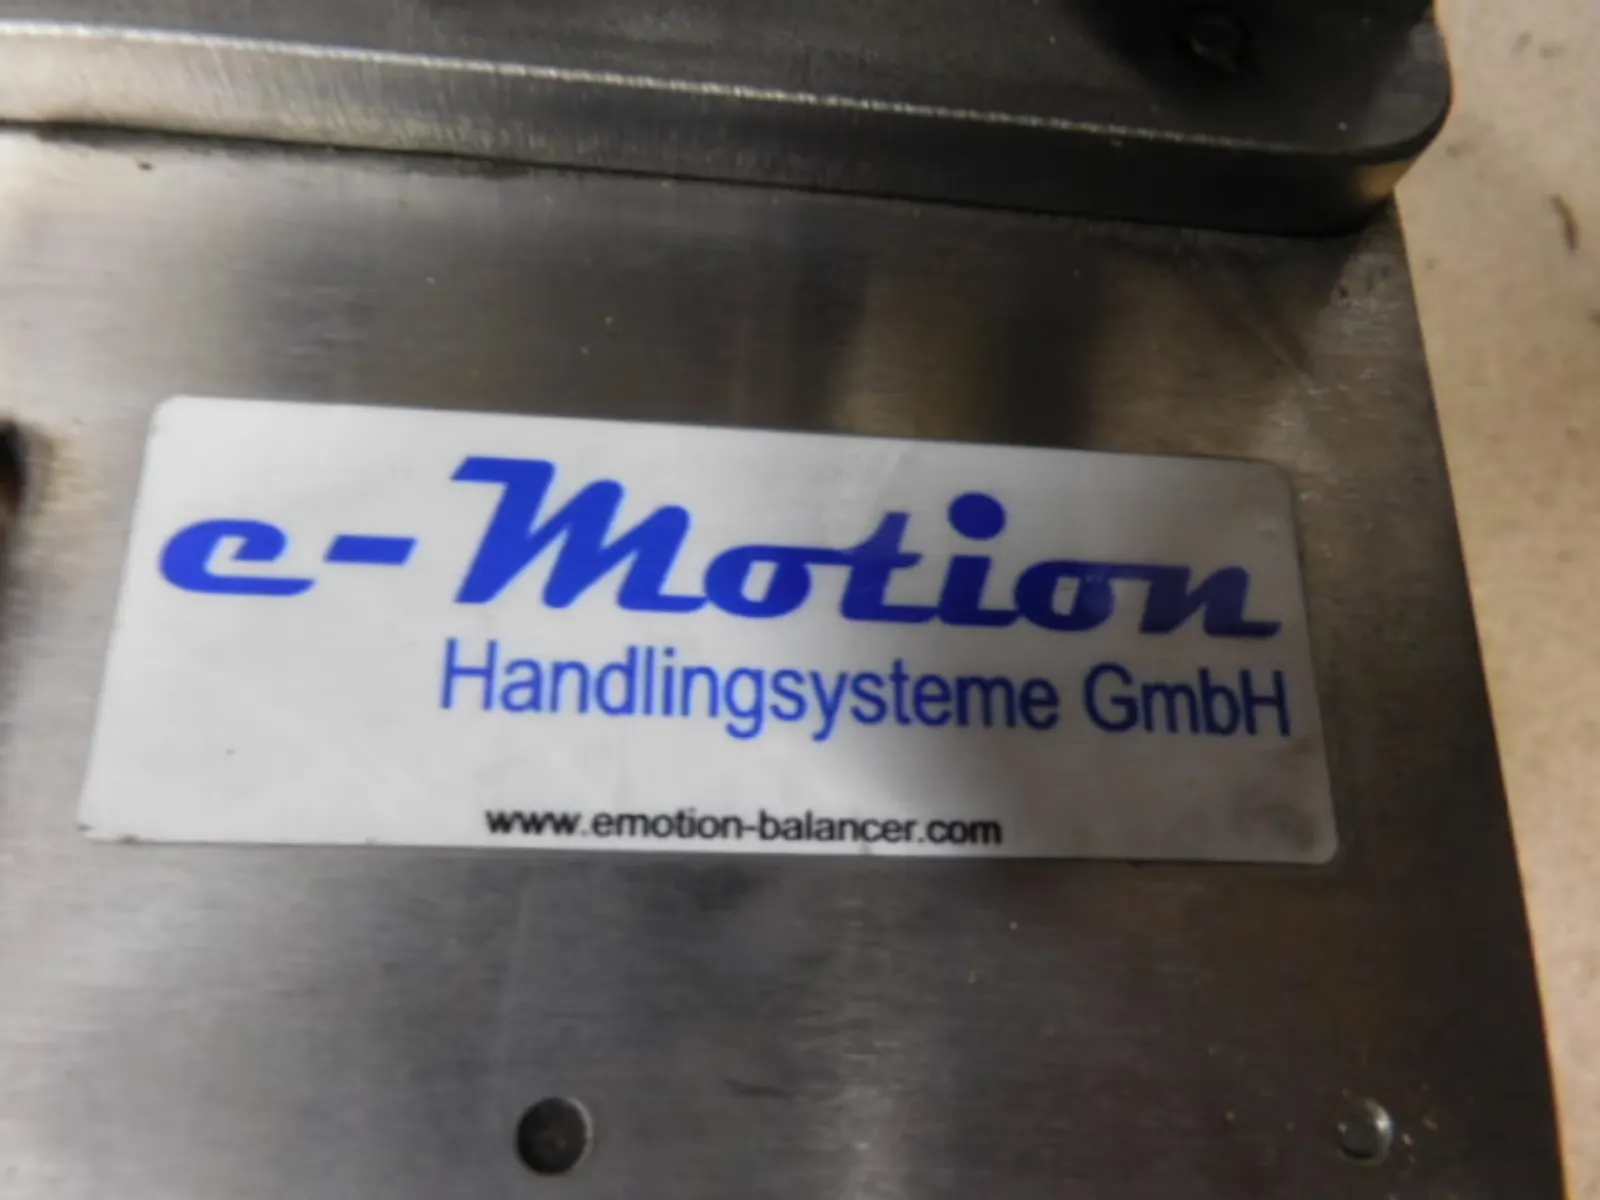 e-Motion
Handlingsysteme GmbH
www.emotion-balancer.com